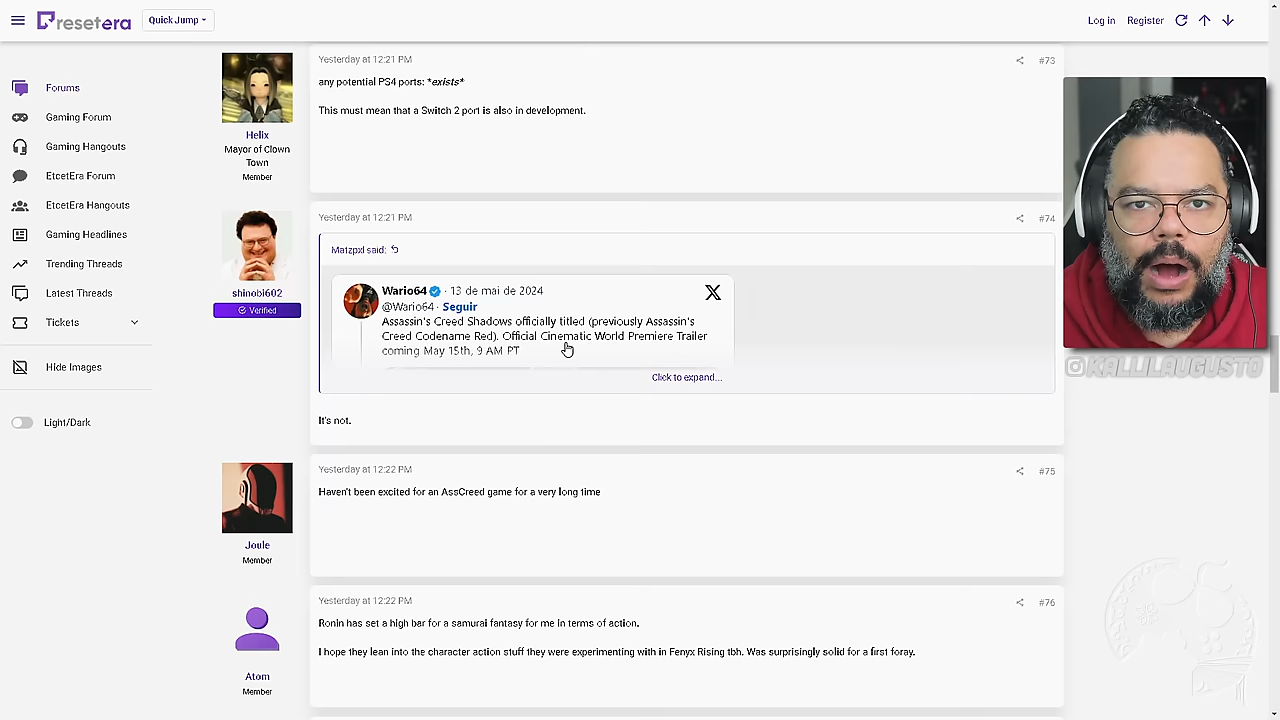 resetera
Quick Jump
Log in
Register
Forums
Gaming Forum
Gaming Hangouts
EtcetEra Forum
EtcetEra Hangouts
Gaming Headlines
Trending Threads
Latest Threads
Tickets
Hide Images
Light/Dark
Helix
Mayor of Clown
Town
Member
Yesterday at 12:21 PM
#73
any potential PS4 ports: *exists*
This must mean that a Switch 2 port is also in development.
shinobi602
Verified
Yesterday at 12:21 PM
#74
Matzpxl said:
Wario64 · 13 de mai de 2024
@Wario64 · Seguir
Assassin's Creed Shadows officially titled (previously Assassin's
Creed Codename Red). Official Cinematic World Premiere Trailer
coming May 15th, 9 AM PT
Click to expand...
It's not.
Joule
Member
Yesterday at 12:22 PM
#75
Haven't been excited for an AssCreed game for a very long time
Atom
Member
Yesterday at 12:22 PM
#76
Ronin has set a high bar for a samurai fantasy for me in terms of action.
I hope they lean into the character action stuff they were experimenting with in Fenyx Rising tbh. Was surprisingly solid for a first foray.
@KALLILAUGUSTO